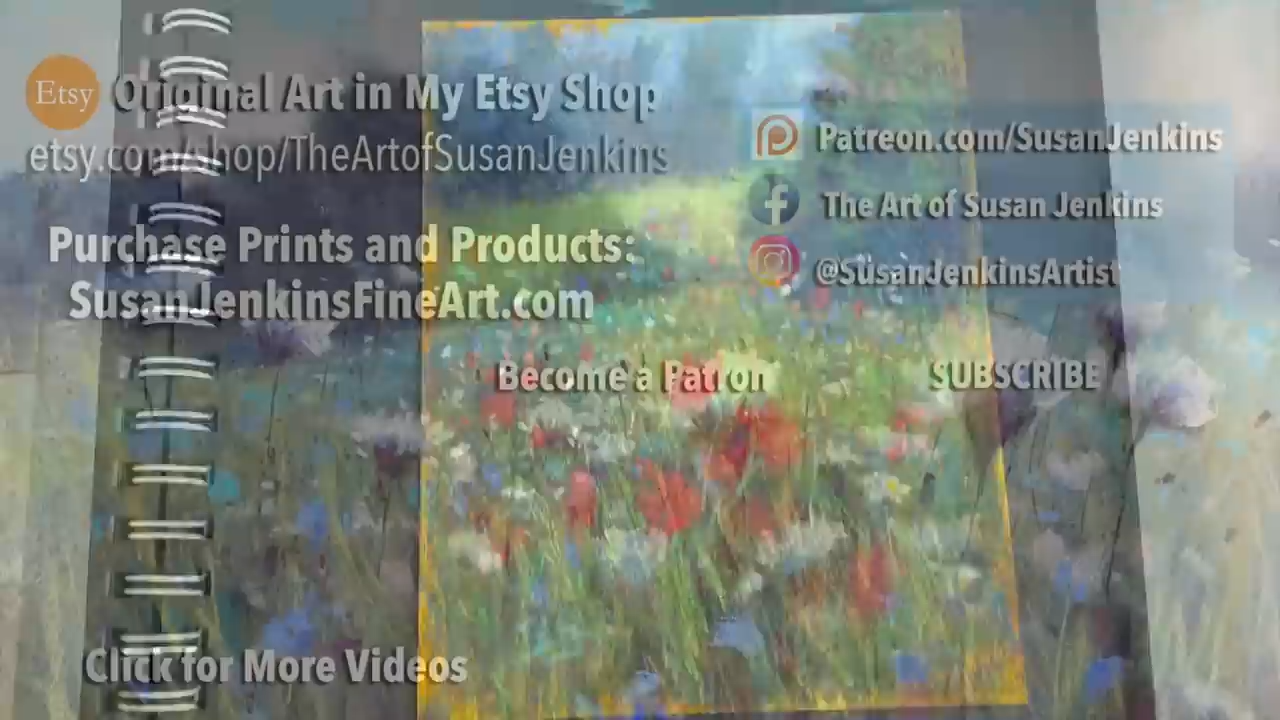 Etsy
Original Art in My Etsy Shop
etsy.com/shop/TheArtofSusanJenkins
Purchase Prints and Products:
SusanJenkinsFineArt.com
Patreon.com/SusanJenkins
The Art of Susan Jenkins
@SusanJenkinsArtist
Become a Patron
SUBSCRIBE
Click for More Videos